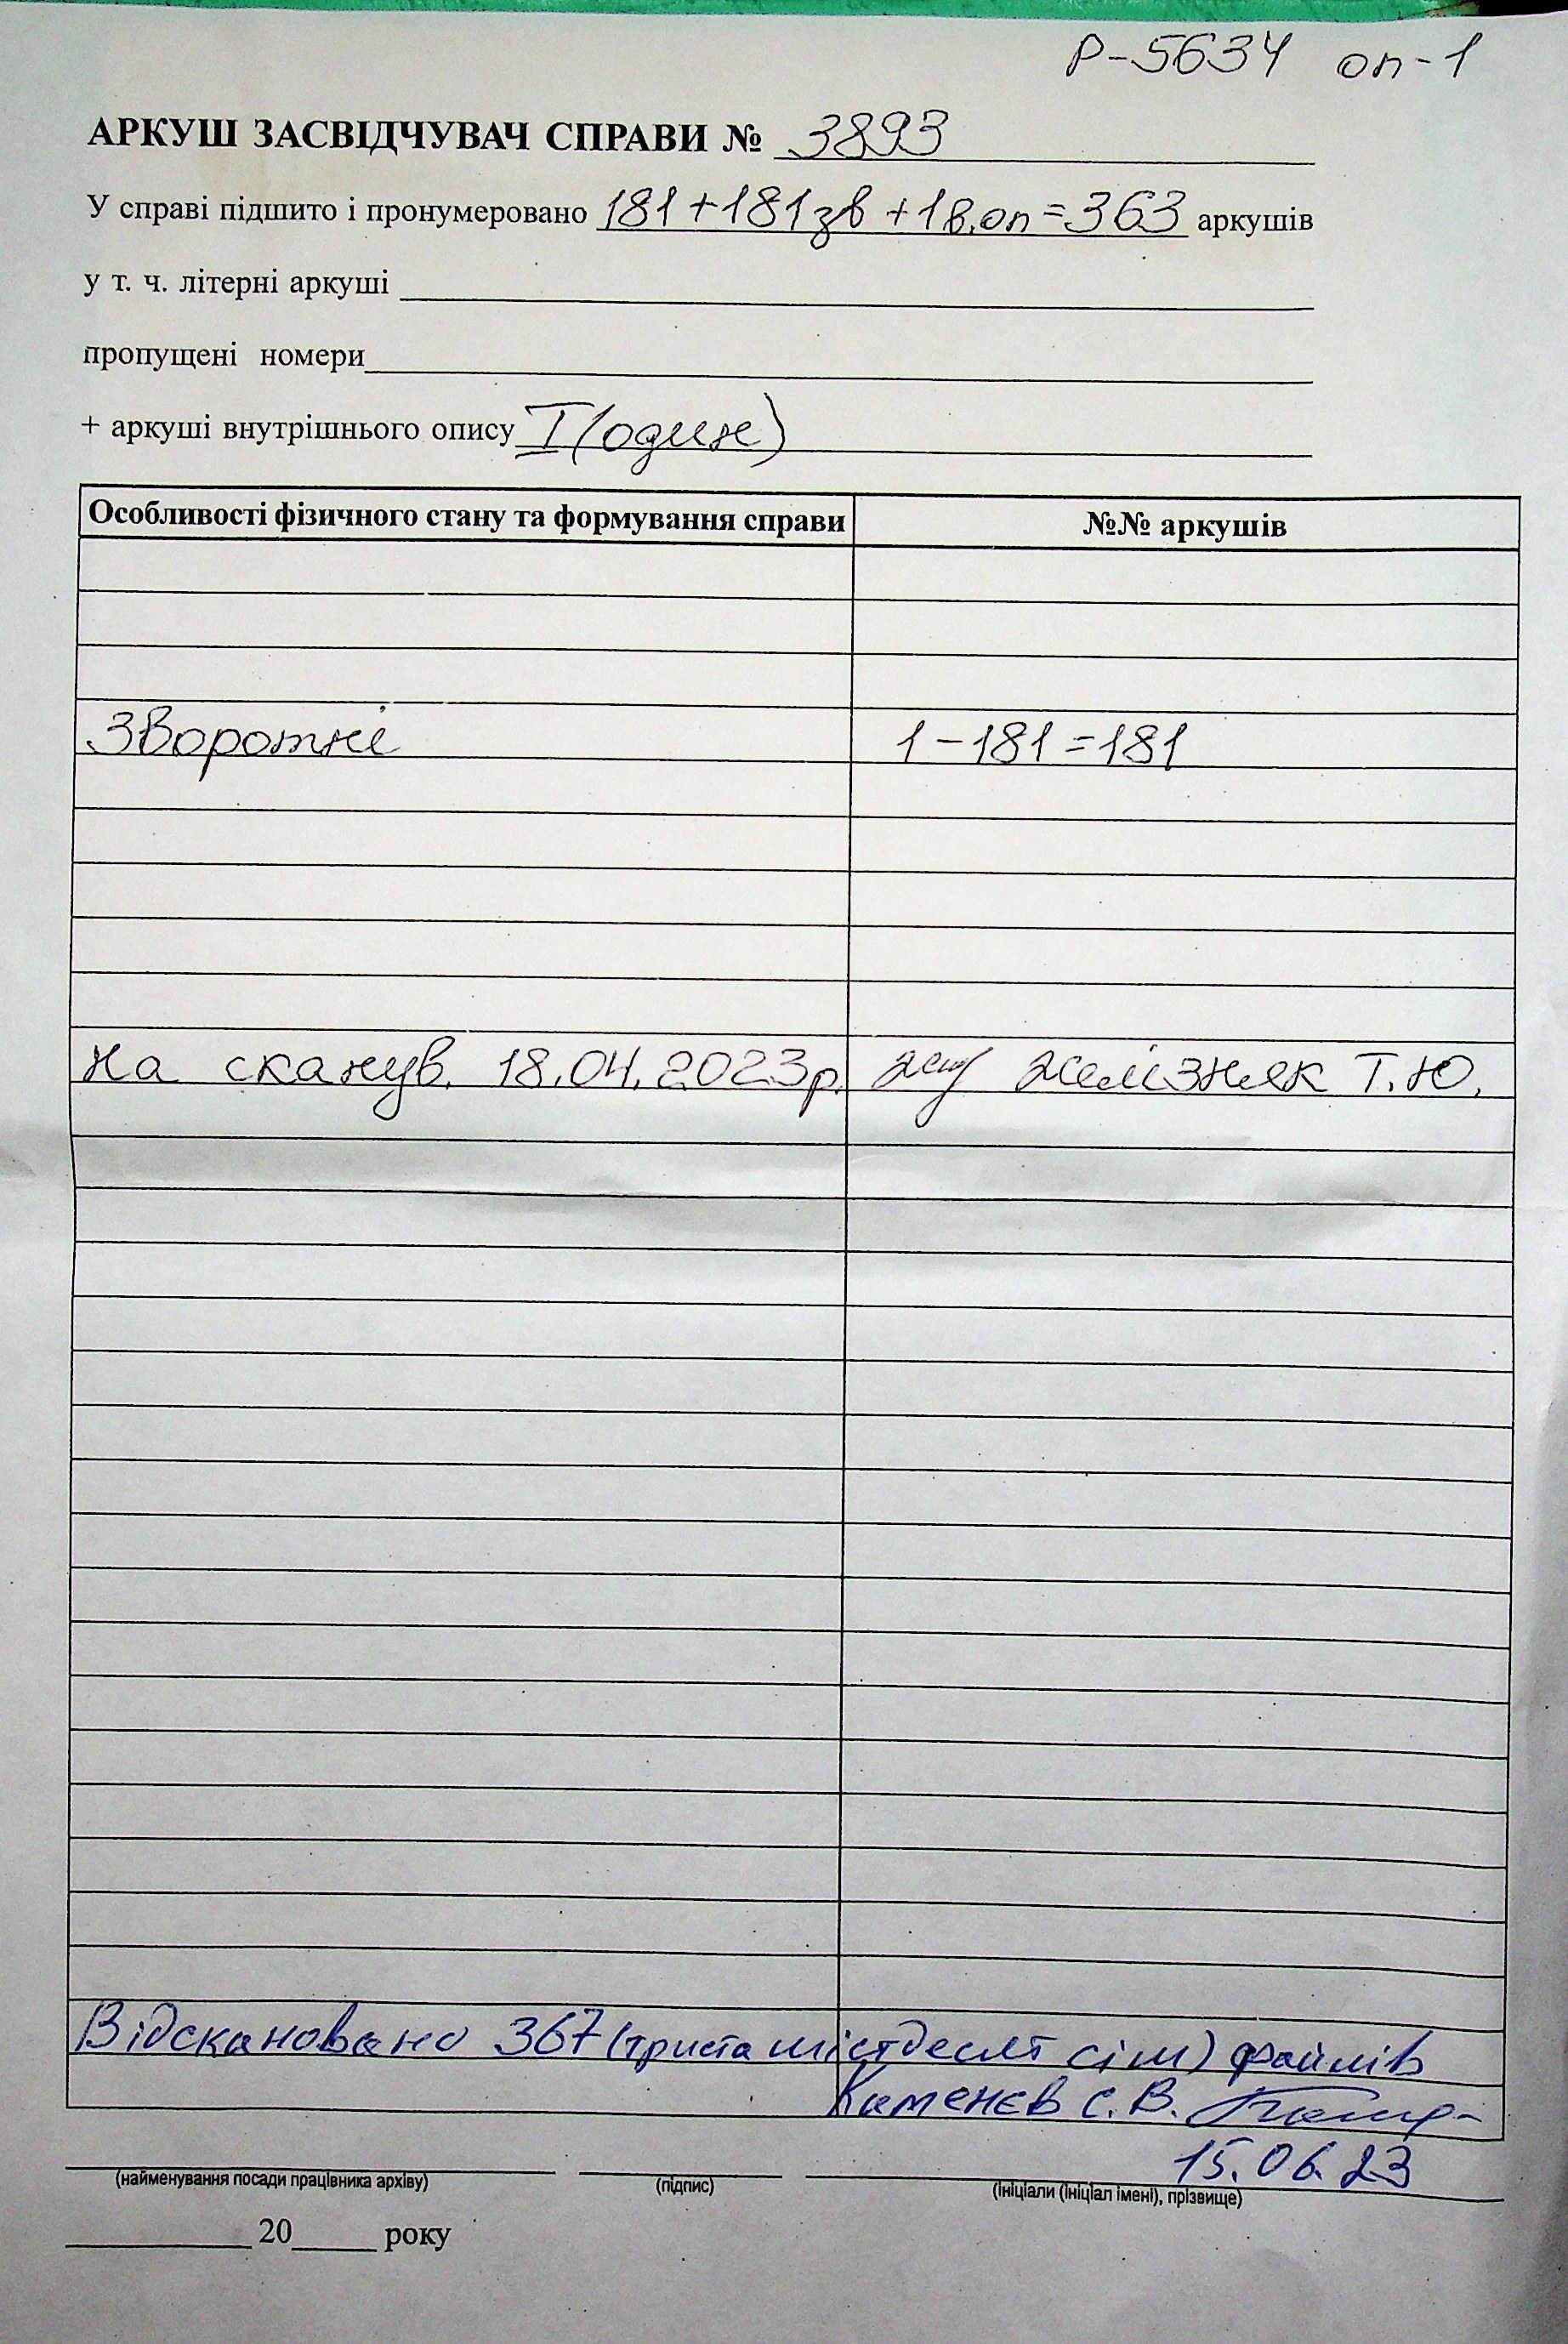 Р-5634 оп-1
АРКУШ ЗАСВІДЧУВАЧ СПРАВИ № 3893
У справі підшито і пронумеровано 181+181зв+1в.оп=363 аркушів
у т. ч. літерні аркуші
пропущені номери
+ аркуші внутрішнього опису I (один)
Особливості фізичного стану та формування справи №№ аркушів
Зворотні 1-181=181
на сканув. 18.04.2023р. Желізняк Т.Ю.
Відскановано 367 (триста шістдесят сім) файлів
Каменєв С.В.
15.06.23
(найменування посади працівника архіву) (підпис) (ініціали (ініціал імені), прізвище)
20 року